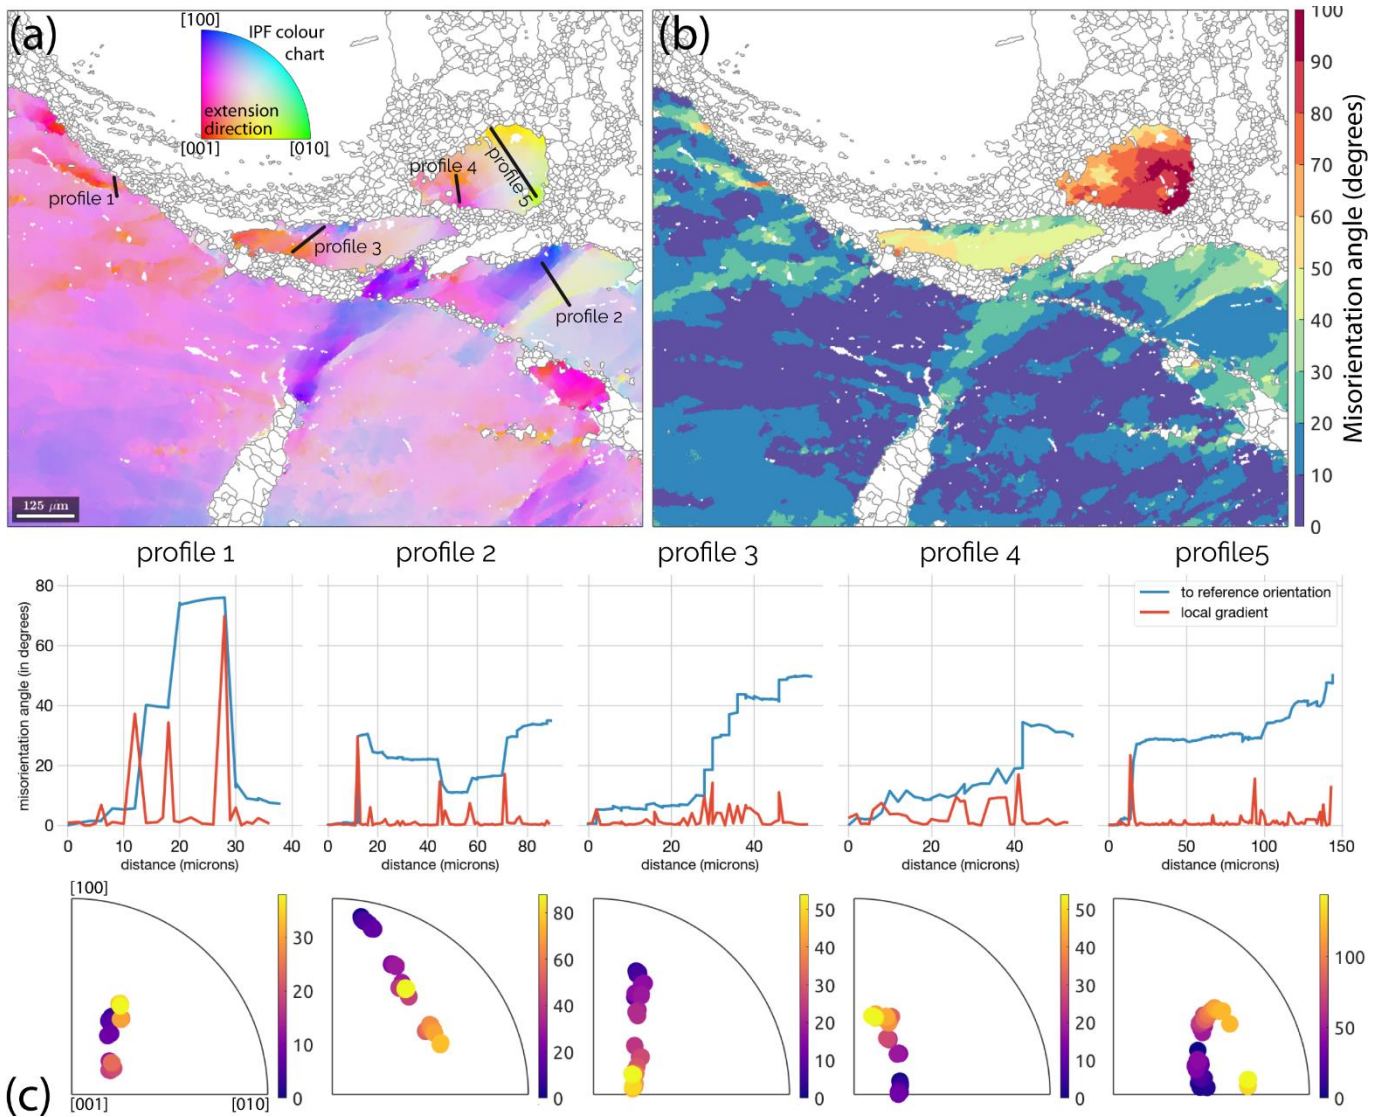 (a)
[100]
IPF colour
chart
extension
direction
[001]
[010]
profile 1
profile 4
profile 5
profile 3
profile 2
125 μm
(b)
100
90
80
70
60
50
40
30
20
10
0
Misorientation angle (degrees)
profile 1
profile 2
profile 3
profile 4
profile5
misorientation angle (in degrees)
80
60
40
20
0
to reference orientation
local gradient
0 10 20 30 40
0 20 40 60 80
0 20 40
0 20 40
0 50 100 150
distance (microns)
distance (microns)
distance (microns)
distance (microns)
distance (microns)
(c)
[100]
[001]
[010]
30
20
10
0
80
60
40
20
0
50
40
30
20
10
0
50
40
30
20
10
0
100
50
0